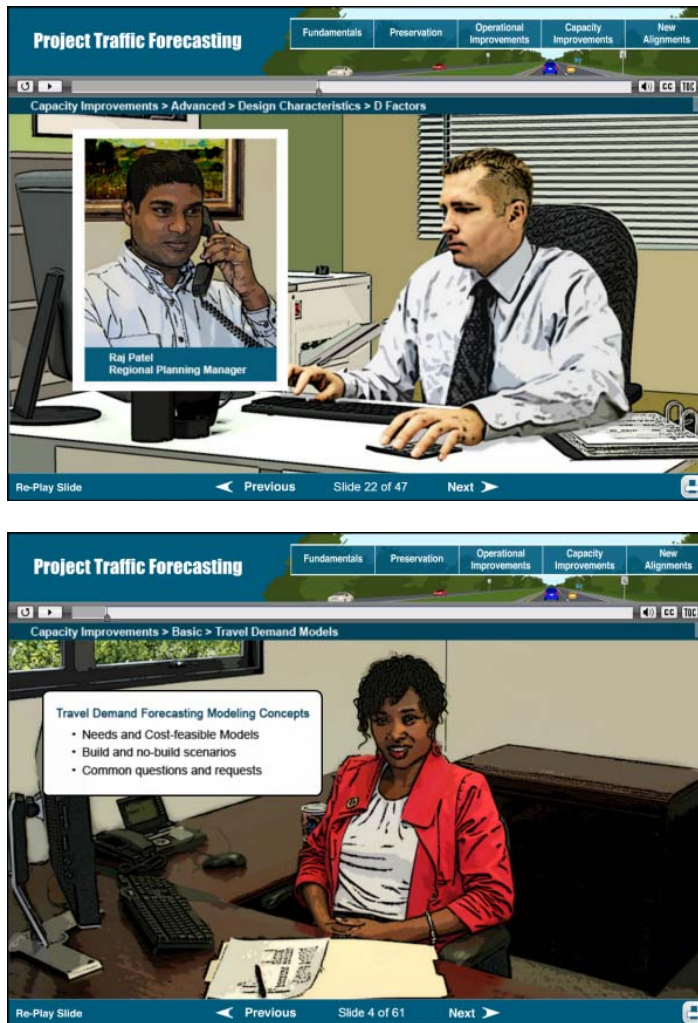 Project Traffic Forecasting
Fundamentals
Preservation
Operational
Improvements
Capacity
Improvements
New
Alignments
CC
TOC
Capacity Improvements > Advanced > Design Characteristics > D Factors
Raj Patel
Regional Planning Manager
Re-Play Slide
Previous
Slide 22 of 47
Next
Project Traffic Forecasting
Fundamentals
Preservation
Operational
Improvements
Capacity
Improvements
New
Alignments
CC
TOC
Capacity Improvements > Basic > Travel Demand Models
Travel Demand Forecasting Modeling Concepts
• Needs and Cost-feasible Models
• Build and no-build scenarios
• Common questions and requests
Re-Play Slide
Previous
Slide 4 of 61
Next